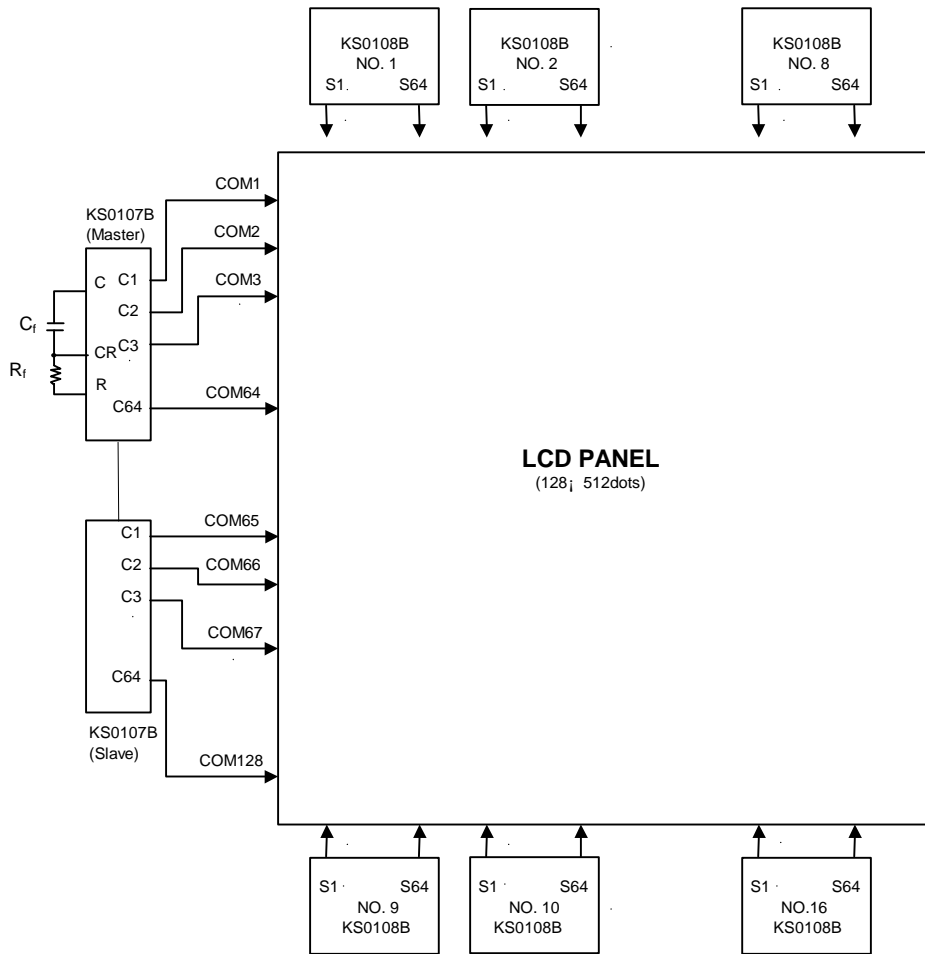 KS0108B
NO. 1
S1
S64
KS0108B
NO. 2
S1
S64
KS0108B
NO. 8
S1
S64
KS0107B
(Master)
C
CR
R
C1
C2
C3
C64
Cf
Rf
COM1
COM2
COM3
COM64
LCD PANEL
(128¡ 512dots)
C1
C2
C3
C64
KS0107B
(Slave)
COM65
COM66
COM67
COM128
S1
S64
NO. 9
KS0108B
S1
S64
NO. 10
KS0108B
S1
S64
NO.16
KS0108B